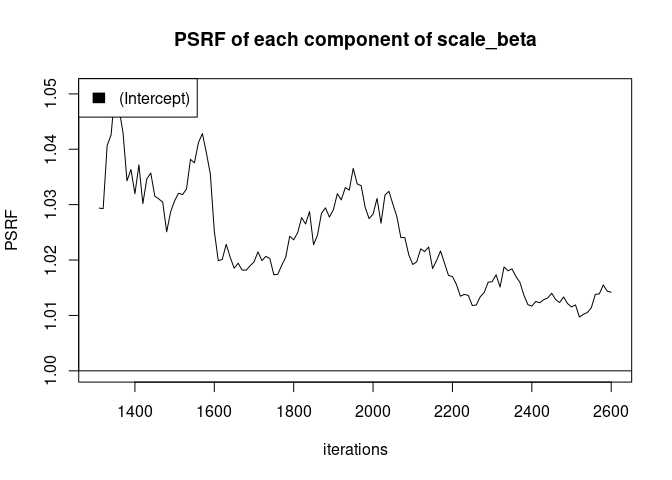 PSRF of each component of scale_beta
(Intercept)
PSRF
1.05
1.04
1.03
1.02
1.01
1.00
1400 1600 1800 2000 2200 2400 2600
iterations